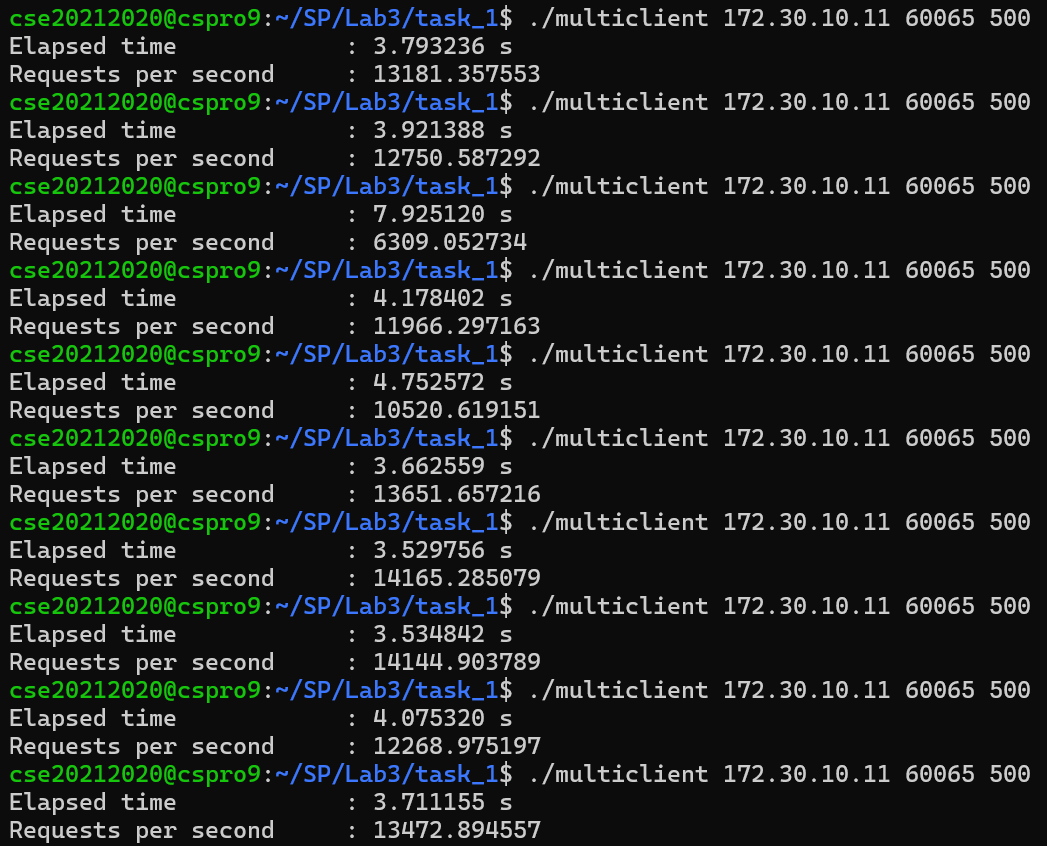 cse20212020@cspro9:~/SP/Lab3/task_1$ ./multiclient 172.30.10.11 60065 500
Elapsed time            : 3.793236 s
Requests per second     : 13181.357553
cse20212020@cspro9:~/SP/Lab3/task_1$ ./multiclient 172.30.10.11 60065 500
Elapsed time            : 3.921388 s
Requests per second     : 12750.587292
cse20212020@cspro9:~/SP/Lab3/task_1$ ./multiclient 172.30.10.11 60065 500
Elapsed time            : 7.925120 s
Requests per second     : 6309.052734
cse20212020@cspro9:~/SP/Lab3/task_1$ ./multiclient 172.30.10.11 60065 500
Elapsed time            : 4.178402 s
Requests per second     : 11966.297163
cse20212020@cspro9:~/SP/Lab3/task_1$ ./multiclient 172.30.10.11 60065 500
Elapsed time            : 4.752572 s
Requests per second     : 10520.619151
cse20212020@cspro9:~/SP/Lab3/task_1$ ./multiclient 172.30.10.11 60065 500
Elapsed time            : 3.662559 s
Requests per second     : 13651.657216
cse20212020@cspro9:~/SP/Lab3/task_1$ ./multiclient 172.30.10.11 60065 500
Elapsed time            : 3.529756 s
Requests per second     : 14165.285079
cse20212020@cspro9:~/SP/Lab3/task_1$ ./multiclient 172.30.10.11 60065 500
Elapsed time            : 3.534842 s
Requests per second     : 14144.903789
cse20212020@cspro9:~/SP/Lab3/task_1$ ./multiclient 172.30.10.11 60065 500
Elapsed time            : 4.075320 s
Requests per second     : 12268.975197
cse20212020@cspro9:~/SP/Lab3/task_1$ ./multiclient 172.30.10.11 60065 500
Elapsed time            : 3.711155 s
Requests per second     : 13472.894557